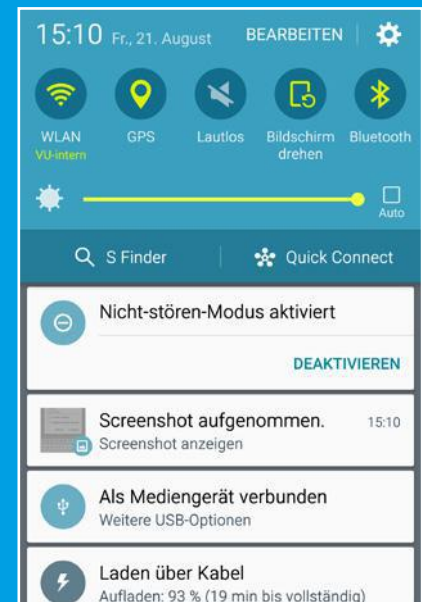 15:10 Fr., 21. August BEARBEITEN
WLAN GPS Lautlos Bildschirm drehen Bluetooth
VU-intern
Auto
S Finder Quick Connect
Nicht-stören-Modus aktiviert
DEAKTIVIEREN
Screenshot aufgenommen. 15:10
Screenshot anzeigen
Als Mediengerät verbunden
Weitere USB-Optionen
Laden über Kabel
Aufladen: 93 % (19 min bis vollständig)